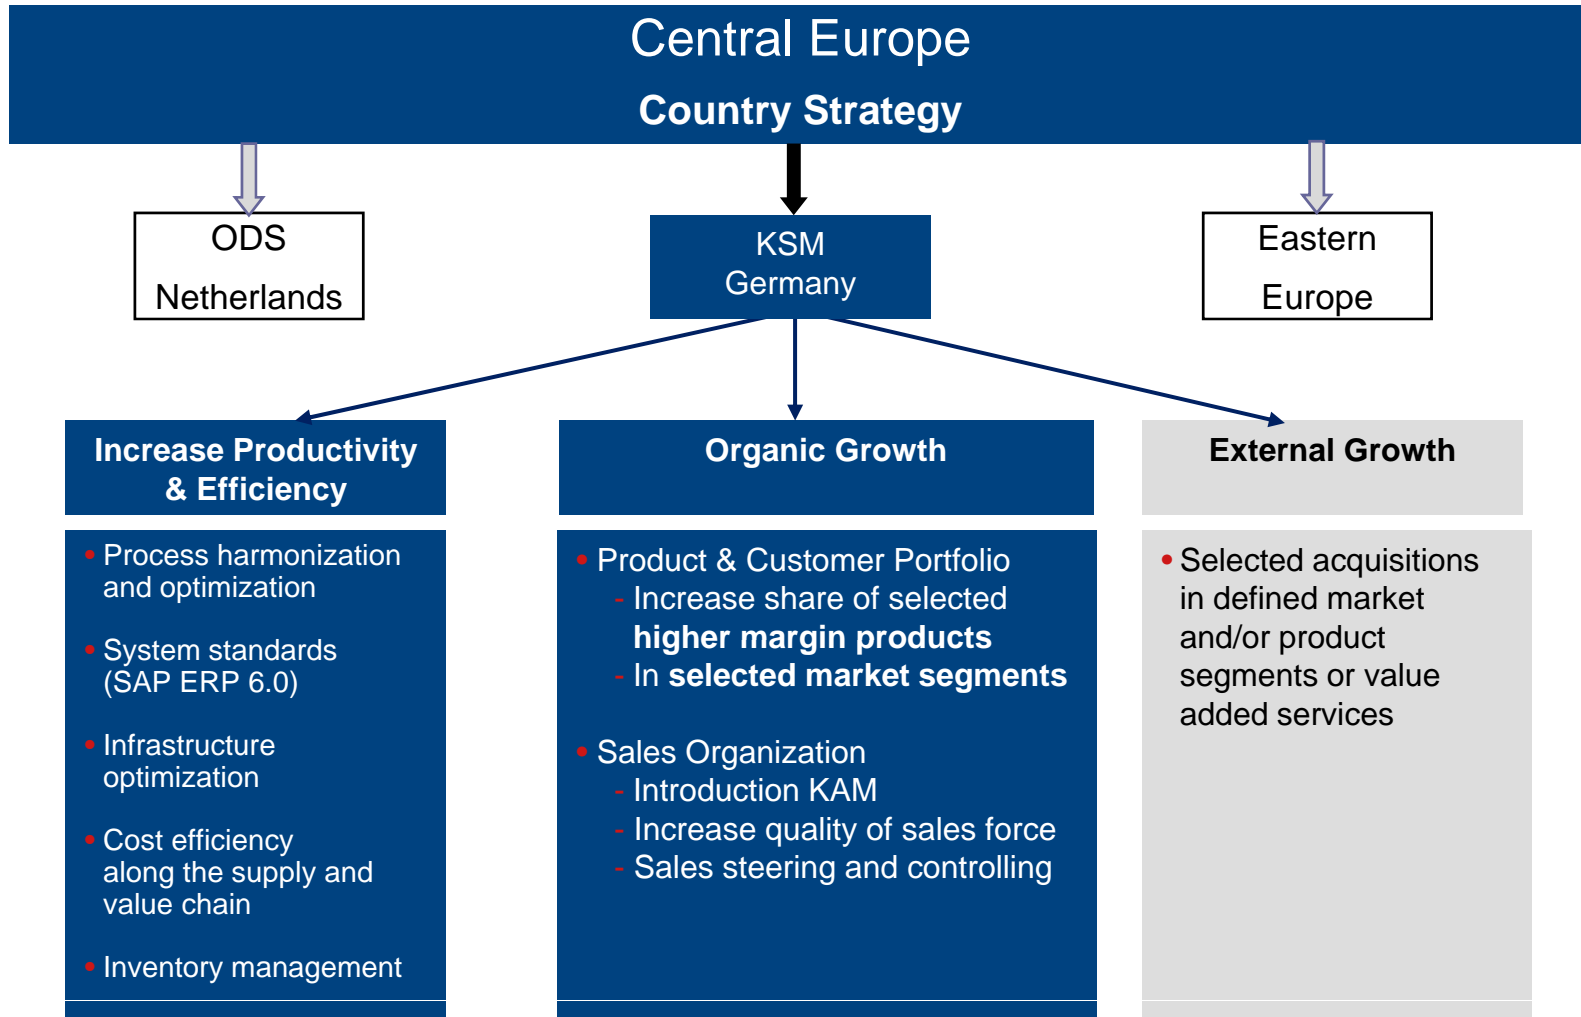 Central Europe
Country Strategy
ODS
Netherlands
KSM
Germany
Eastern
Europe
Increase Productivity
& Efficiency
• Process harmonization
and optimization
• System standards
(SAP ERP 6.0)
• Infrastructure
optimization
• Cost efficiency
along the supply and
value chain
• Inventory management
Organic Growth
• Product & Customer Portfolio
- Increase share of selected
higher margin products
- In selected market segments
• Sales Organization
- Introduction KAM
- Increase quality of sales force
- Sales steering and controlling
External Growth
• Selected acquisitions
in defined market
and/or product
segments or value
added services